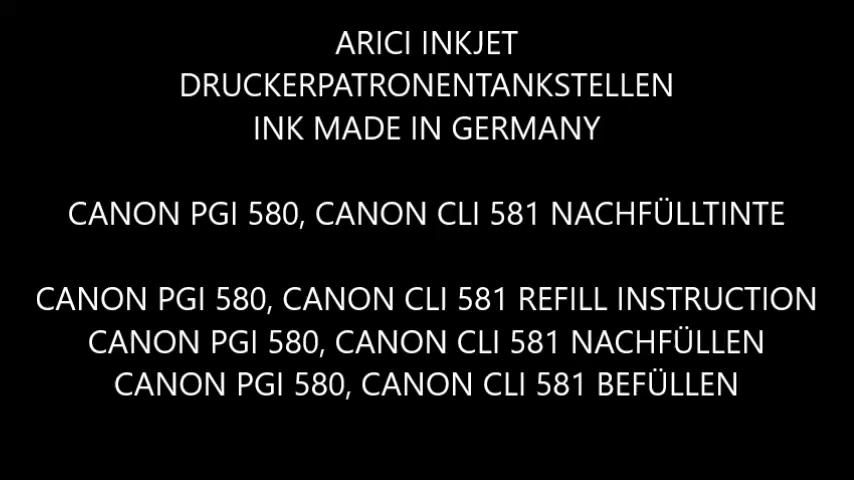 ARICI INKJET
DRUCKERPATRONENTANKSTELLEN
INK MADE IN GERMANY
CANON PGI 580, CANON CLI 581 NACHFÜLLTINTE
CANON PGI 580, CANON CLI 581 REFILL INSTRUCTION
CANON PGI 580, CANON CLI 581 NACHFÜLLEN
CANON PGI 580, CANON CLI 581 BEFÜLLEN